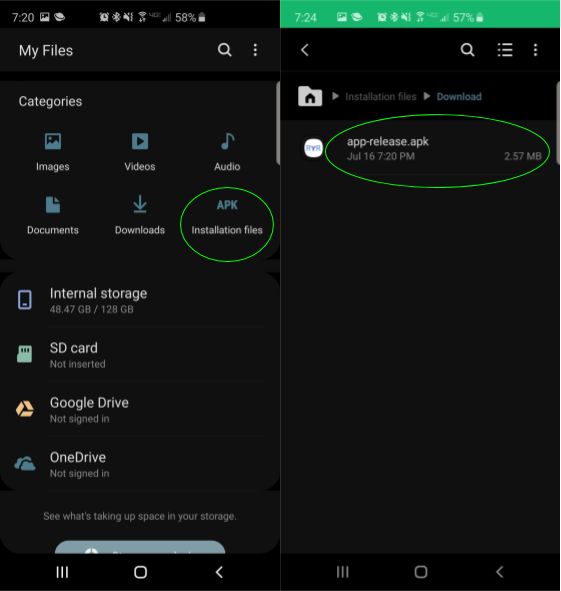 7:20 58%
My Files
Categories
Images Videos Audio
APK
Documents Downloads Installation files
Internal storage
48.47 GB / 128 GB
SD card
Not inserted
Google Drive
Not signed in
OneDrive
Not signed in
See what's taking up space in your storage.
7:24 57%
Installation files Download
RYR
app-release.apk
Jul 16 7:20 PM 2.57 MB